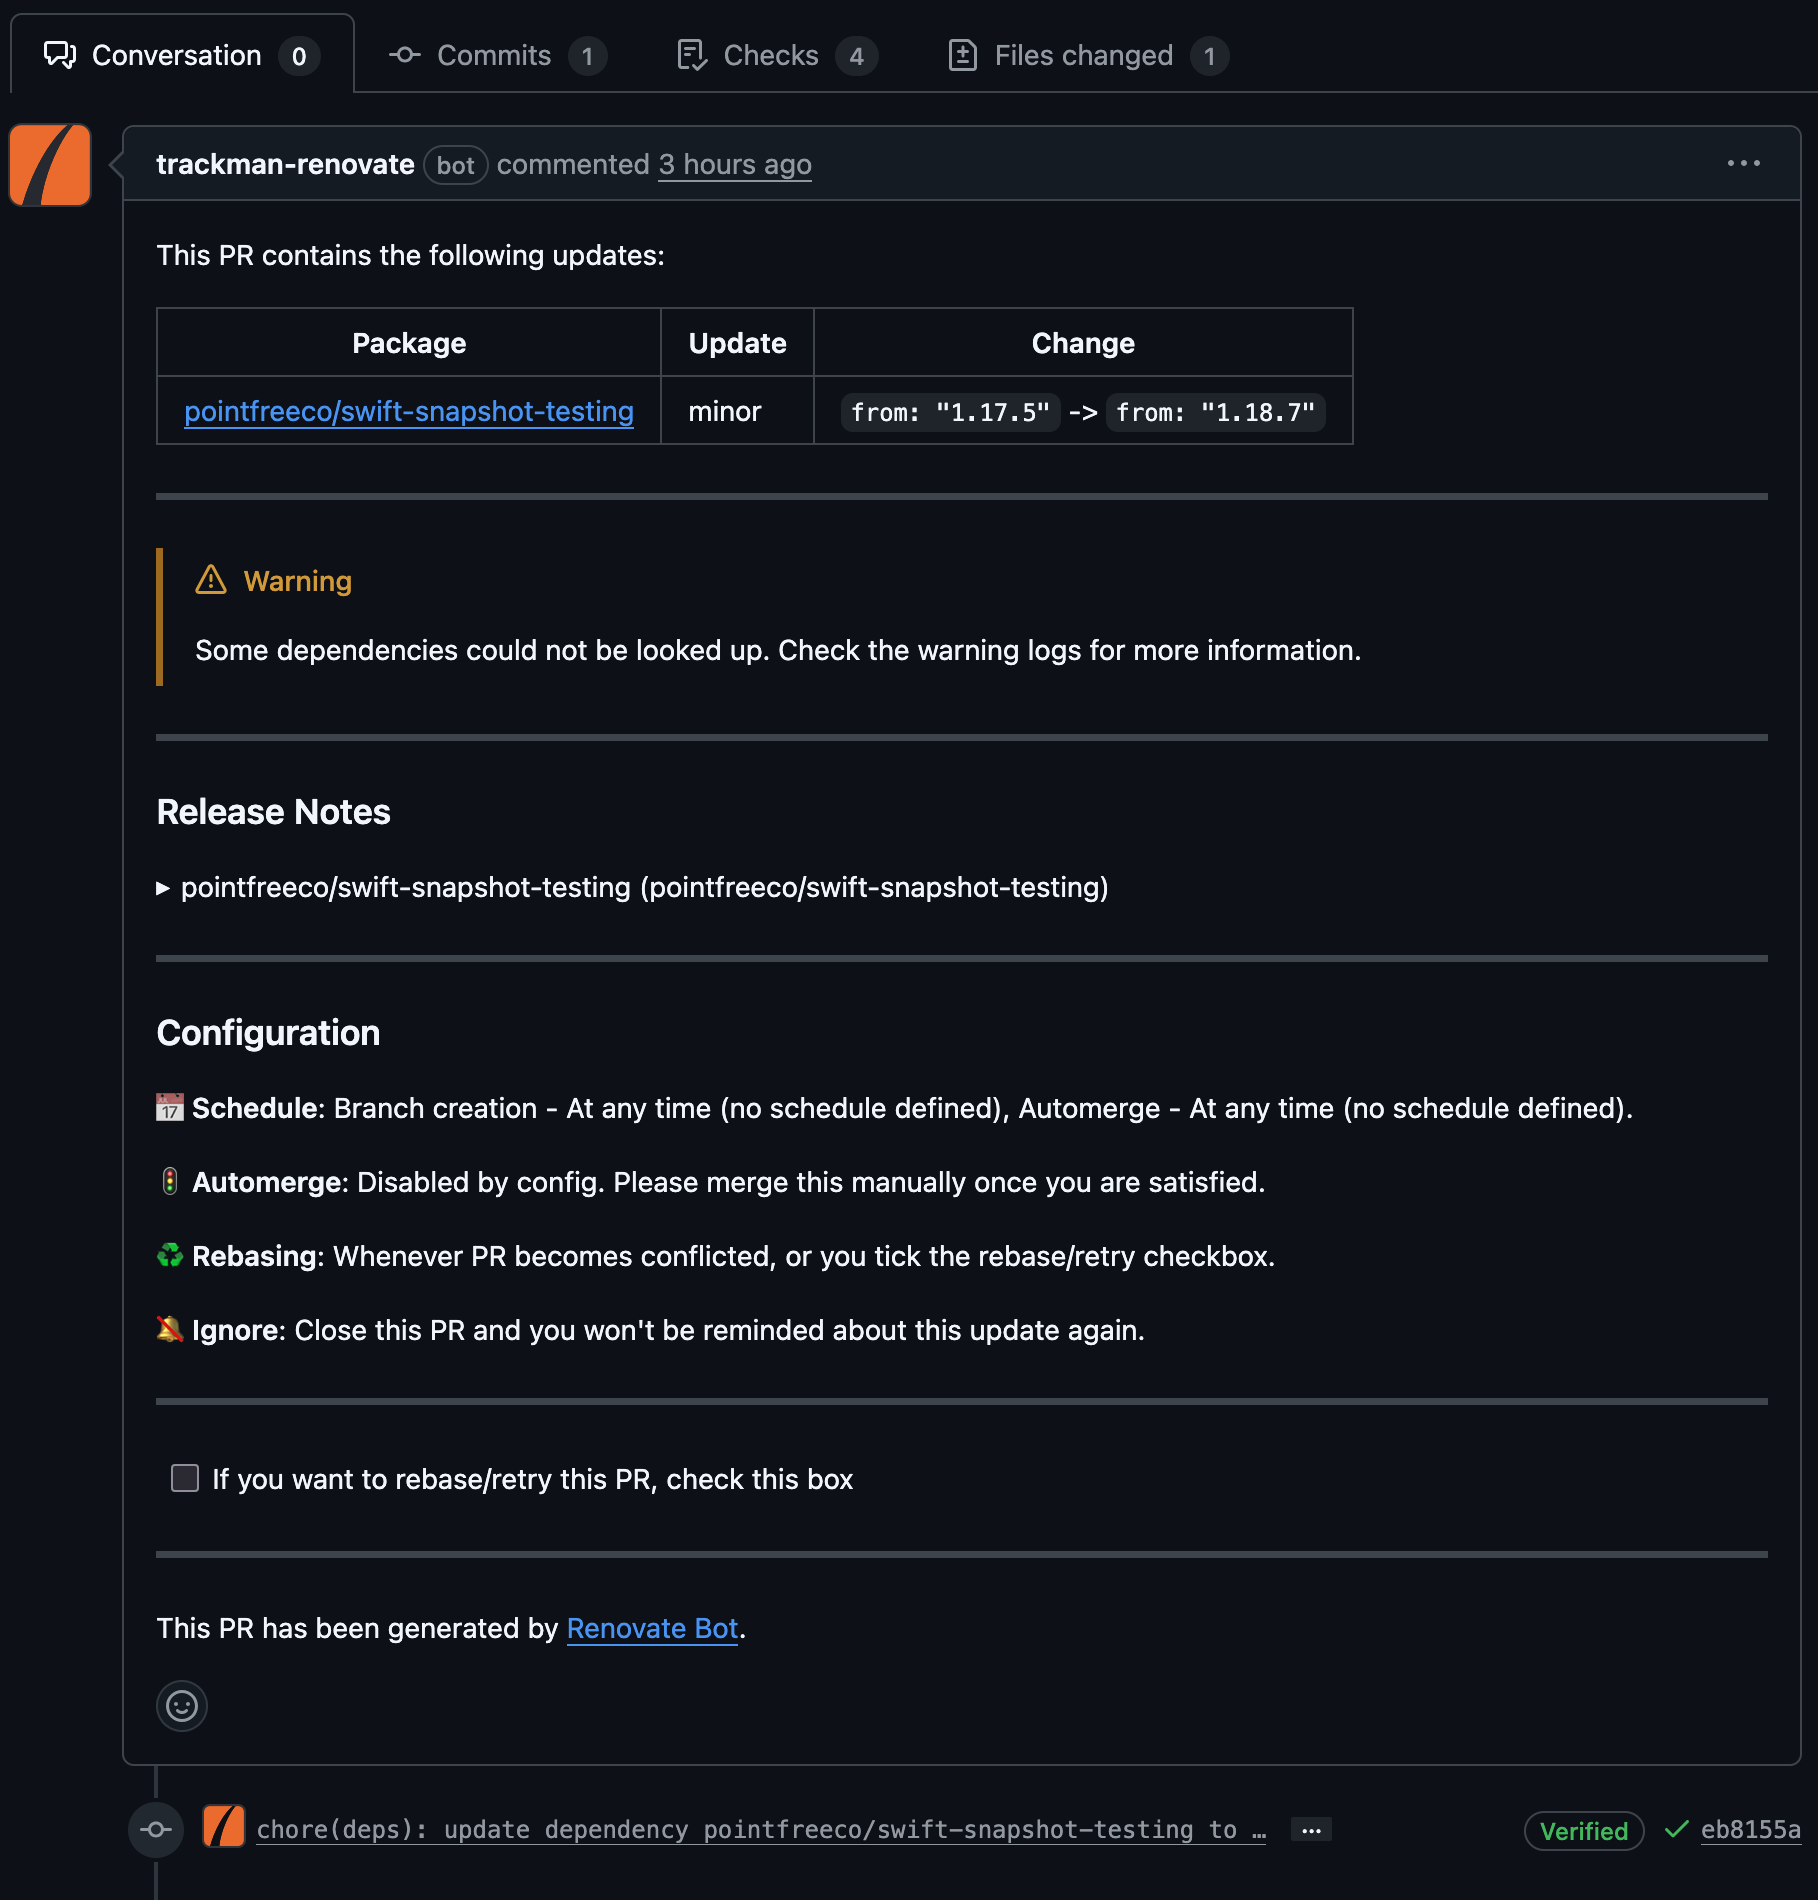 Conversation 0 Commits 1 Checks 4 Files changed 1
trackman-renovate bot commented 3 hours ago
This PR contains the following updates:
Package Update Change
pointfreeco/swift-snapshot-testing minor from: "1.17.5" -> from: "1.18.7"
Warning
Some dependencies could not be looked up. Check the warning logs for more information.
Release Notes
pointfreeco/swift-snapshot-testing (pointfreeco/swift-snapshot-testing)
Configuration
📅 Schedule: Branch creation - At any time (no schedule defined), Automerge - At any time (no schedule defined).
🚦 Automerge: Disabled by config. Please merge this manually once you are satisfied.
♻ Rebasing: Whenever PR becomes conflicted, or you tick the rebase/retry checkbox.
🔕 Ignore: Close this PR and you won't be reminded about this update again.
If you want to rebase/retry this PR, check this box
This PR has been generated by Renovate Bot.
chore(deps): update dependency pointfreeco/swift-snapshot-testing to … Verified eb8155a